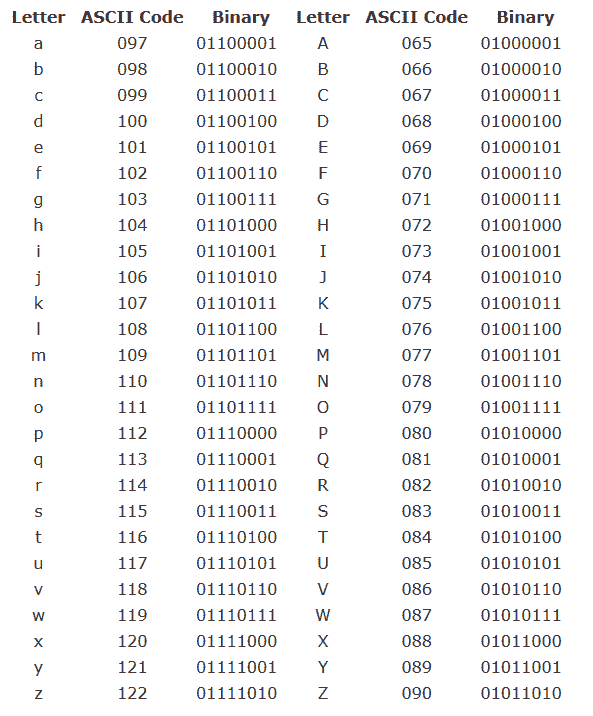 Letter ASCII Code Binary Letter ASCII Code Binary
a 097 01100001 A 065 01000001
b 098 01100010 B 066 01000010
c 099 01100011 C 067 01000011
d 100 01100100 D 068 01000100
e 101 01100101 E 069 01000101
f 102 01100110 F 070 01000110
g 103 01100111 G 071 01000111
h 104 01101000 H 072 01001000
i 105 01101001 I 073 01001001
j 106 01101010 J 074 01001010
k 107 01101011 K 075 01001011
l 108 01101100 L 076 01001100
m 109 01101101 M 077 01001101
n 110 01101110 N 078 01001110
o 111 01101111 O 079 01001111
p 112 01110000 P 080 01010000
q 113 01110001 Q 081 01010001
r 114 01110010 R 082 01010010
s 115 01110011 S 083 01010011
t 116 01110100 T 084 01010100
u 117 01110101 U 085 01010101
v 118 01110110 V 086 01010110
w 119 01110111 W 087 01010111
x 120 01111000 X 088 01011000
y 121 01111001 Y 089 01011001
z 122 01111010 Z 090 01011010